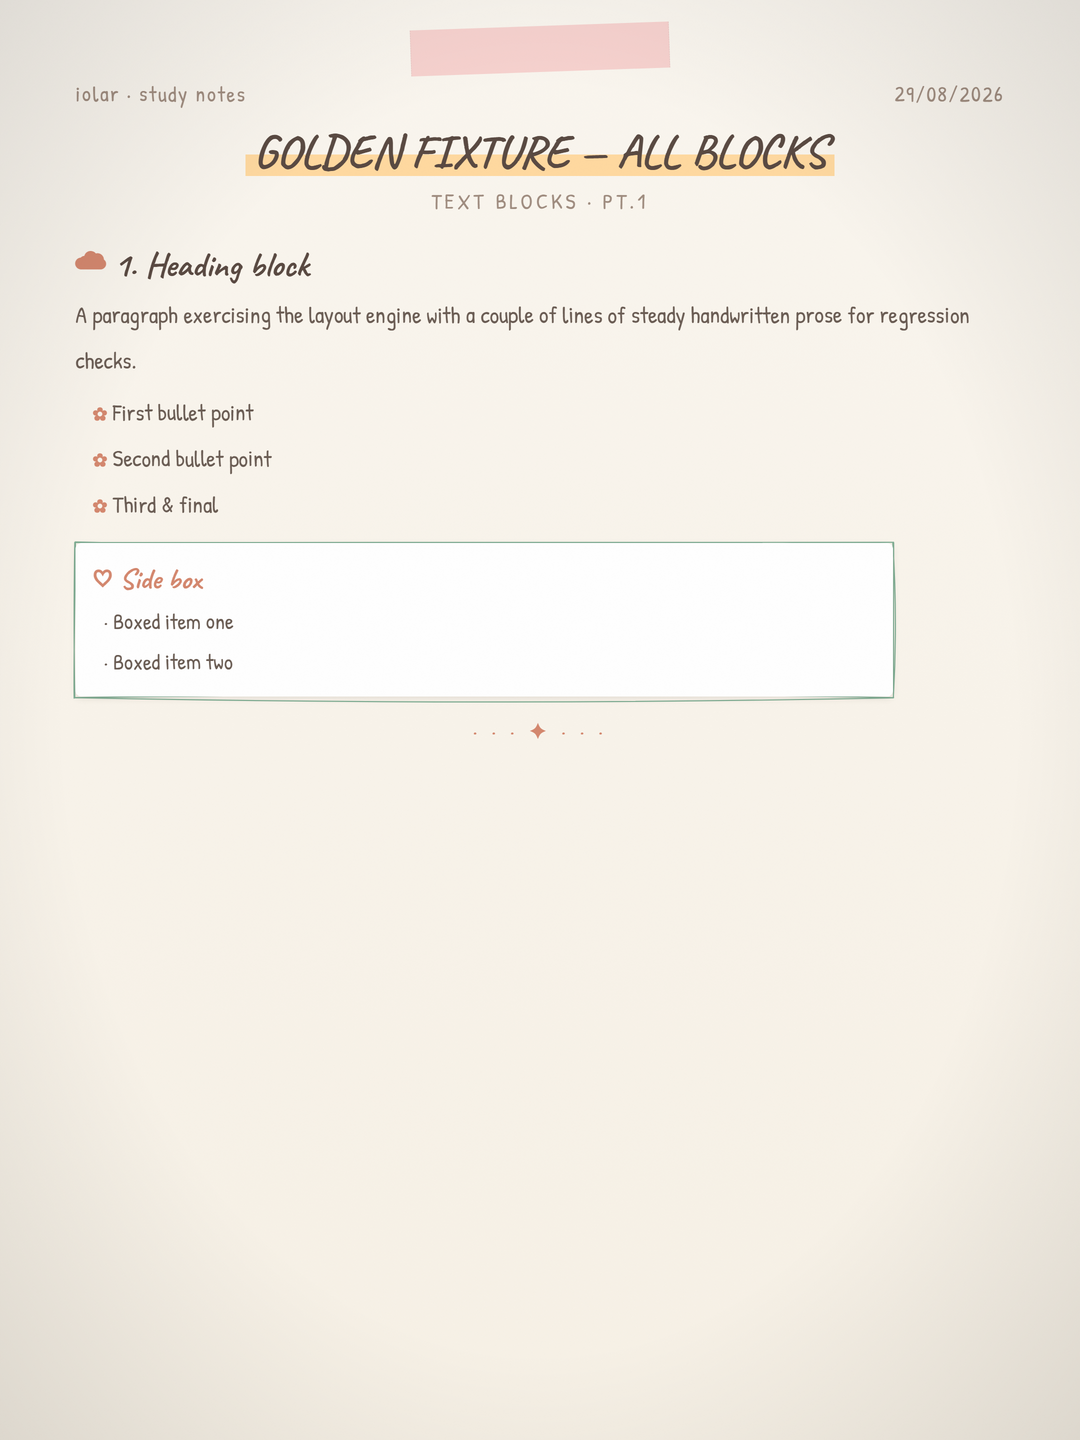 iolar · study notes
29/08/2026
GOLDEN FIXTURE – ALL BLOCKS
TEXT BLOCKS · PT.1
1. Heading block
A paragraph exercising the layout engine with a couple of lines of steady handwritten prose for regression
checks.
First bullet point
Second bullet point
Third & final
Side box
· Boxed item one
· Boxed item two